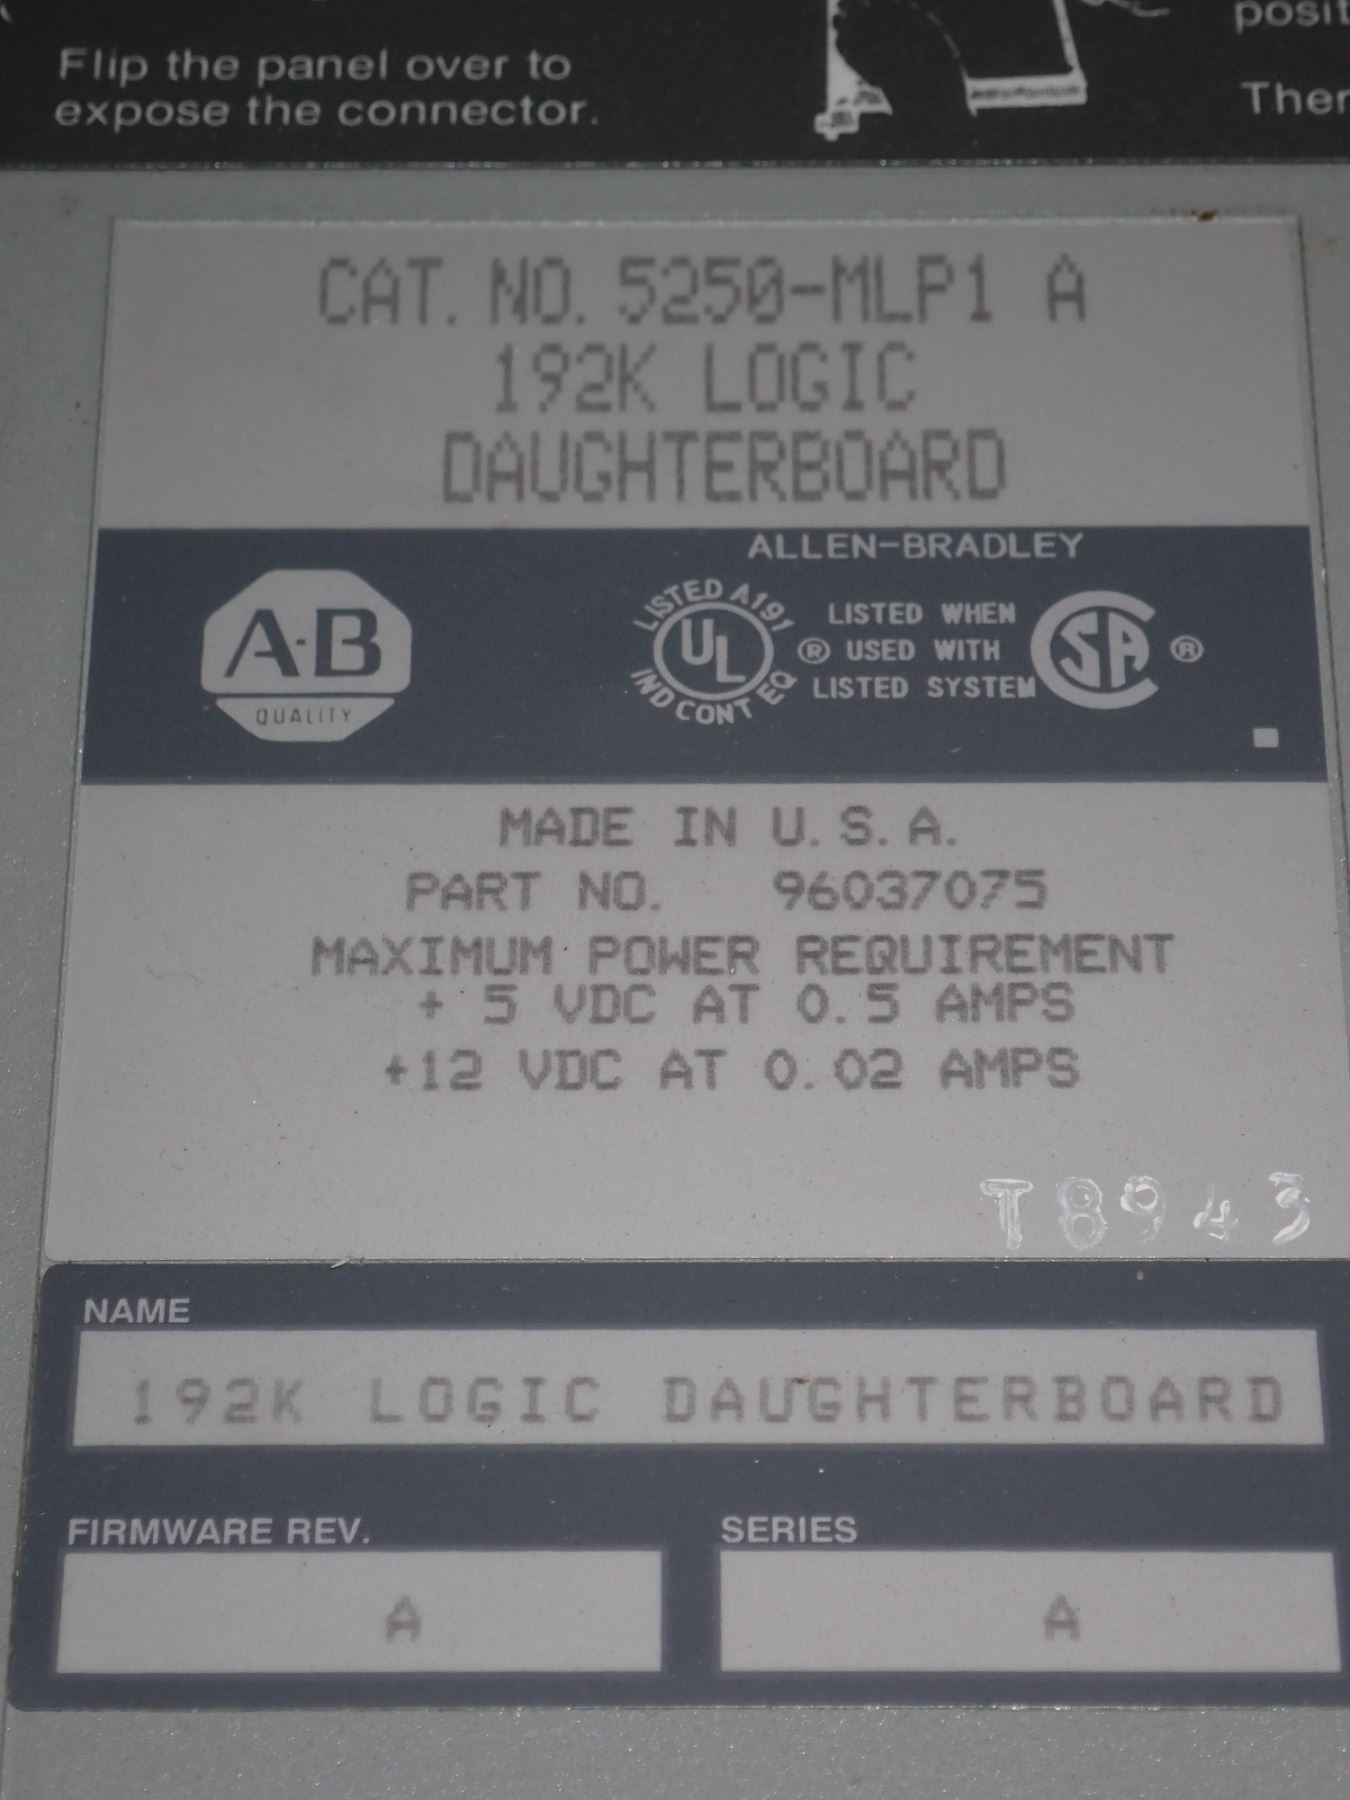 Flip the panel over to
expose the connector.
Ther
CAT. NO. 5250-MLP1 A
192K LOGIC
DAUGHTERBOARD
ALLEN-BRADLEY
A-B
QUALITY
LISTED A191
UL
IND CONT EQ
®
LISTED WHEN
USED WITH
LISTED SYSTEM
SA ®
MADE IN U.S.A.
PART NO. 96037075
MAXIMUM POWER REQUIREMENT
+ 5 VDC AT 0.5 AMPS
+12 VDC AT 0.02 AMPS
T8943
NAME
192K LOGIC DAUGHTERBOARD
FIRMWARE REV.
A
SERIES
A